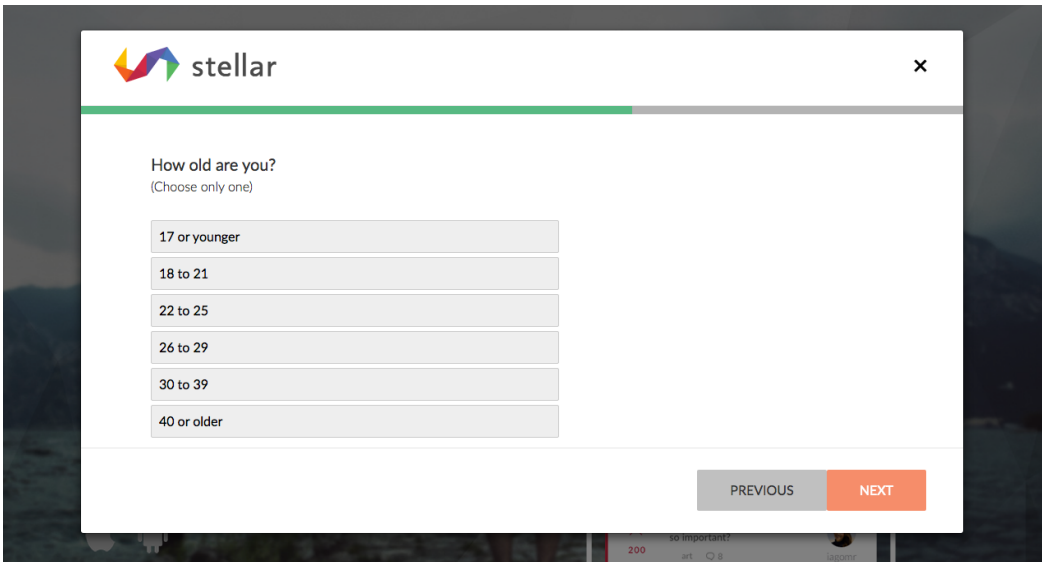 stellar
×
How old are you?
(Choose only one)
17 or younger
18 to 21
22 to 25
26 to 29
30 to 39
40 or older
PREVIOUS
NEXT
so important?
200
art
8
iagomr